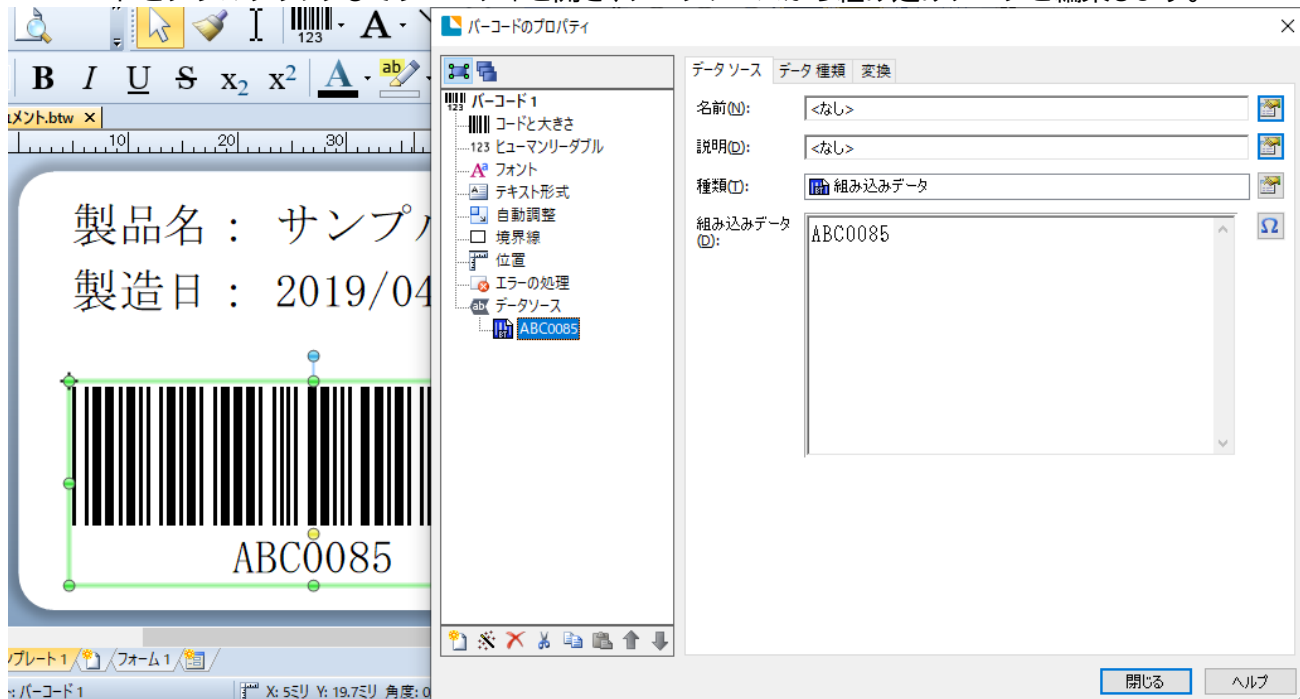 バーコードのプロパティ
123
A
B I U S x₂ x² A ab
データ ソース データ種類 変換
メント.btw ×
10 20 30
バーコード 1
コードと大きさ
123 ヒューマンリーダブル
フォント
テキスト形式
自動調整
境界線
位置
エラーの処理
データソース
ABC0085
名前(N): <なし>
説明(D): <なし>
種類(T): 組み込みデータ
組み込みデータ
(D):
ABC0085
Ω
製品名： サンプ
製造日： 2019/04
ABC0085
プレート 1 フォーム 1
: バーコード 1 X: 5ミリ Y: 19.7ミリ 角度: 0
閉じる ヘルプ